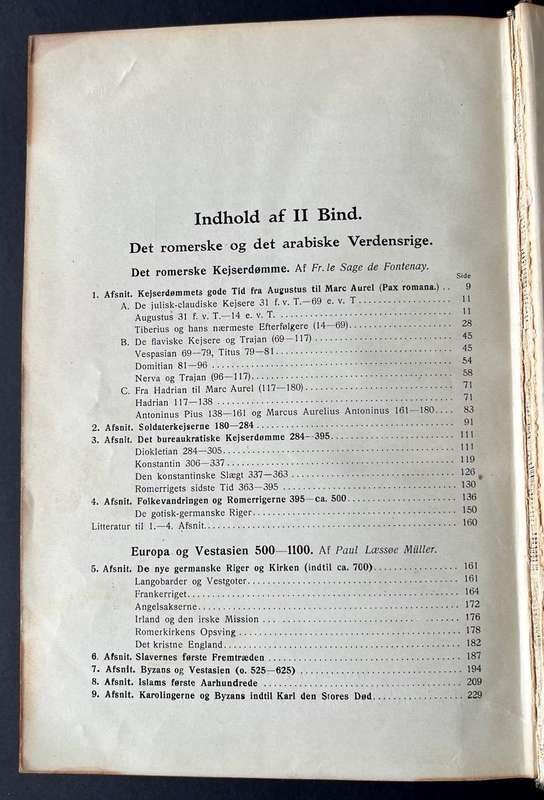 Indhold af II Bind.
Det romerske og det arabiske Verdensrige.
Det romerske Kejserdømme. Af Fr. le Sage de Fontenay.
Side
1. Afsnit. Kejserdømmets gode Tid fra Augustus til Marc Aurel (Pax romana.) .. 9
A. De julisk-claudiske Kejsere 31 f. v. T.—69 e. v. T .................. 11
Augustus 31 f. v. T.—14 e. v. T. .................. 11
Tiberius og hans nærmeste Efterfølgere (14—69).................. 28
B. De flaviske Kejsere og Trajan (69—117).................. 45
Vespasian 69—79, Titus 79—81.................. 45
Domitian 81—96 .................. 54
Nerva og Trajan (96—117).................. 58
C. Fra Hadrian til Marc Aurel (117—180).................. 71
Hadrian 117—138 .................. 71
Antoninus Pius 138—161 og Marcus Aurelius Antoninus 161—180.... 83
2. Afsnit. Soldaterkejserne 180—284.................. 91
3. Afsnit. Det bureaukratiske Kejserdømme 284—395.................. 111
Diokletian 284—305.................. 111
Konstantin 306—337.................. 119
Den konstantinske Slægt 337—363 .................. 126
Romerrigets sidste Tid 363—395 .................. 130
4. Afsnit. Folkevandringen og Romerrigerne 395—ca. 500.................. 136
De gotisk-germanske Riger.................. 150
Litteratur til 1.—4. Afsnit.................. 160
Europa og Vestasien 500—1100. Af Paul Læssøe Müller.
5. Afsnit. De nye germanske Riger og Kirken (indtil ca. 700).................. 161
Langobarder og Vestgoter.................. 161
Frankerriget.................. 164
Angelsakserne.................. 172
Irland og den irske Mission .................. 176
Romerkirkens Opsving .................. 178
Det kristne England.................. 182
6. Afsnit. Slavernes første Fremtræden .................. 187
7. Afsnit. Byzans og Vestasien (o. 525—625) .................. 194
8. Afsnit. Islams første Aarhundrede .................. 209
9. Afsnit. Karolingerne og Byzans indtil Karl den Stores Død.................. 229